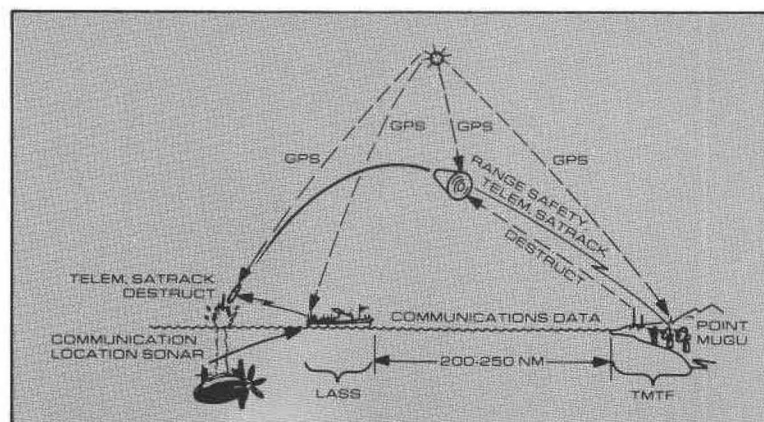 GPS
GPS
GPS
GPS
RANGE SAFETY
TELEM, SATRACK
DESTRUCT
TELEM, SATRACK
DESTRUCT
COMMUNICATIONS DATA
POINT
MUGU
COMMUNICATION
LOCATION SONAR
200-250 NM
LASS
TMTF